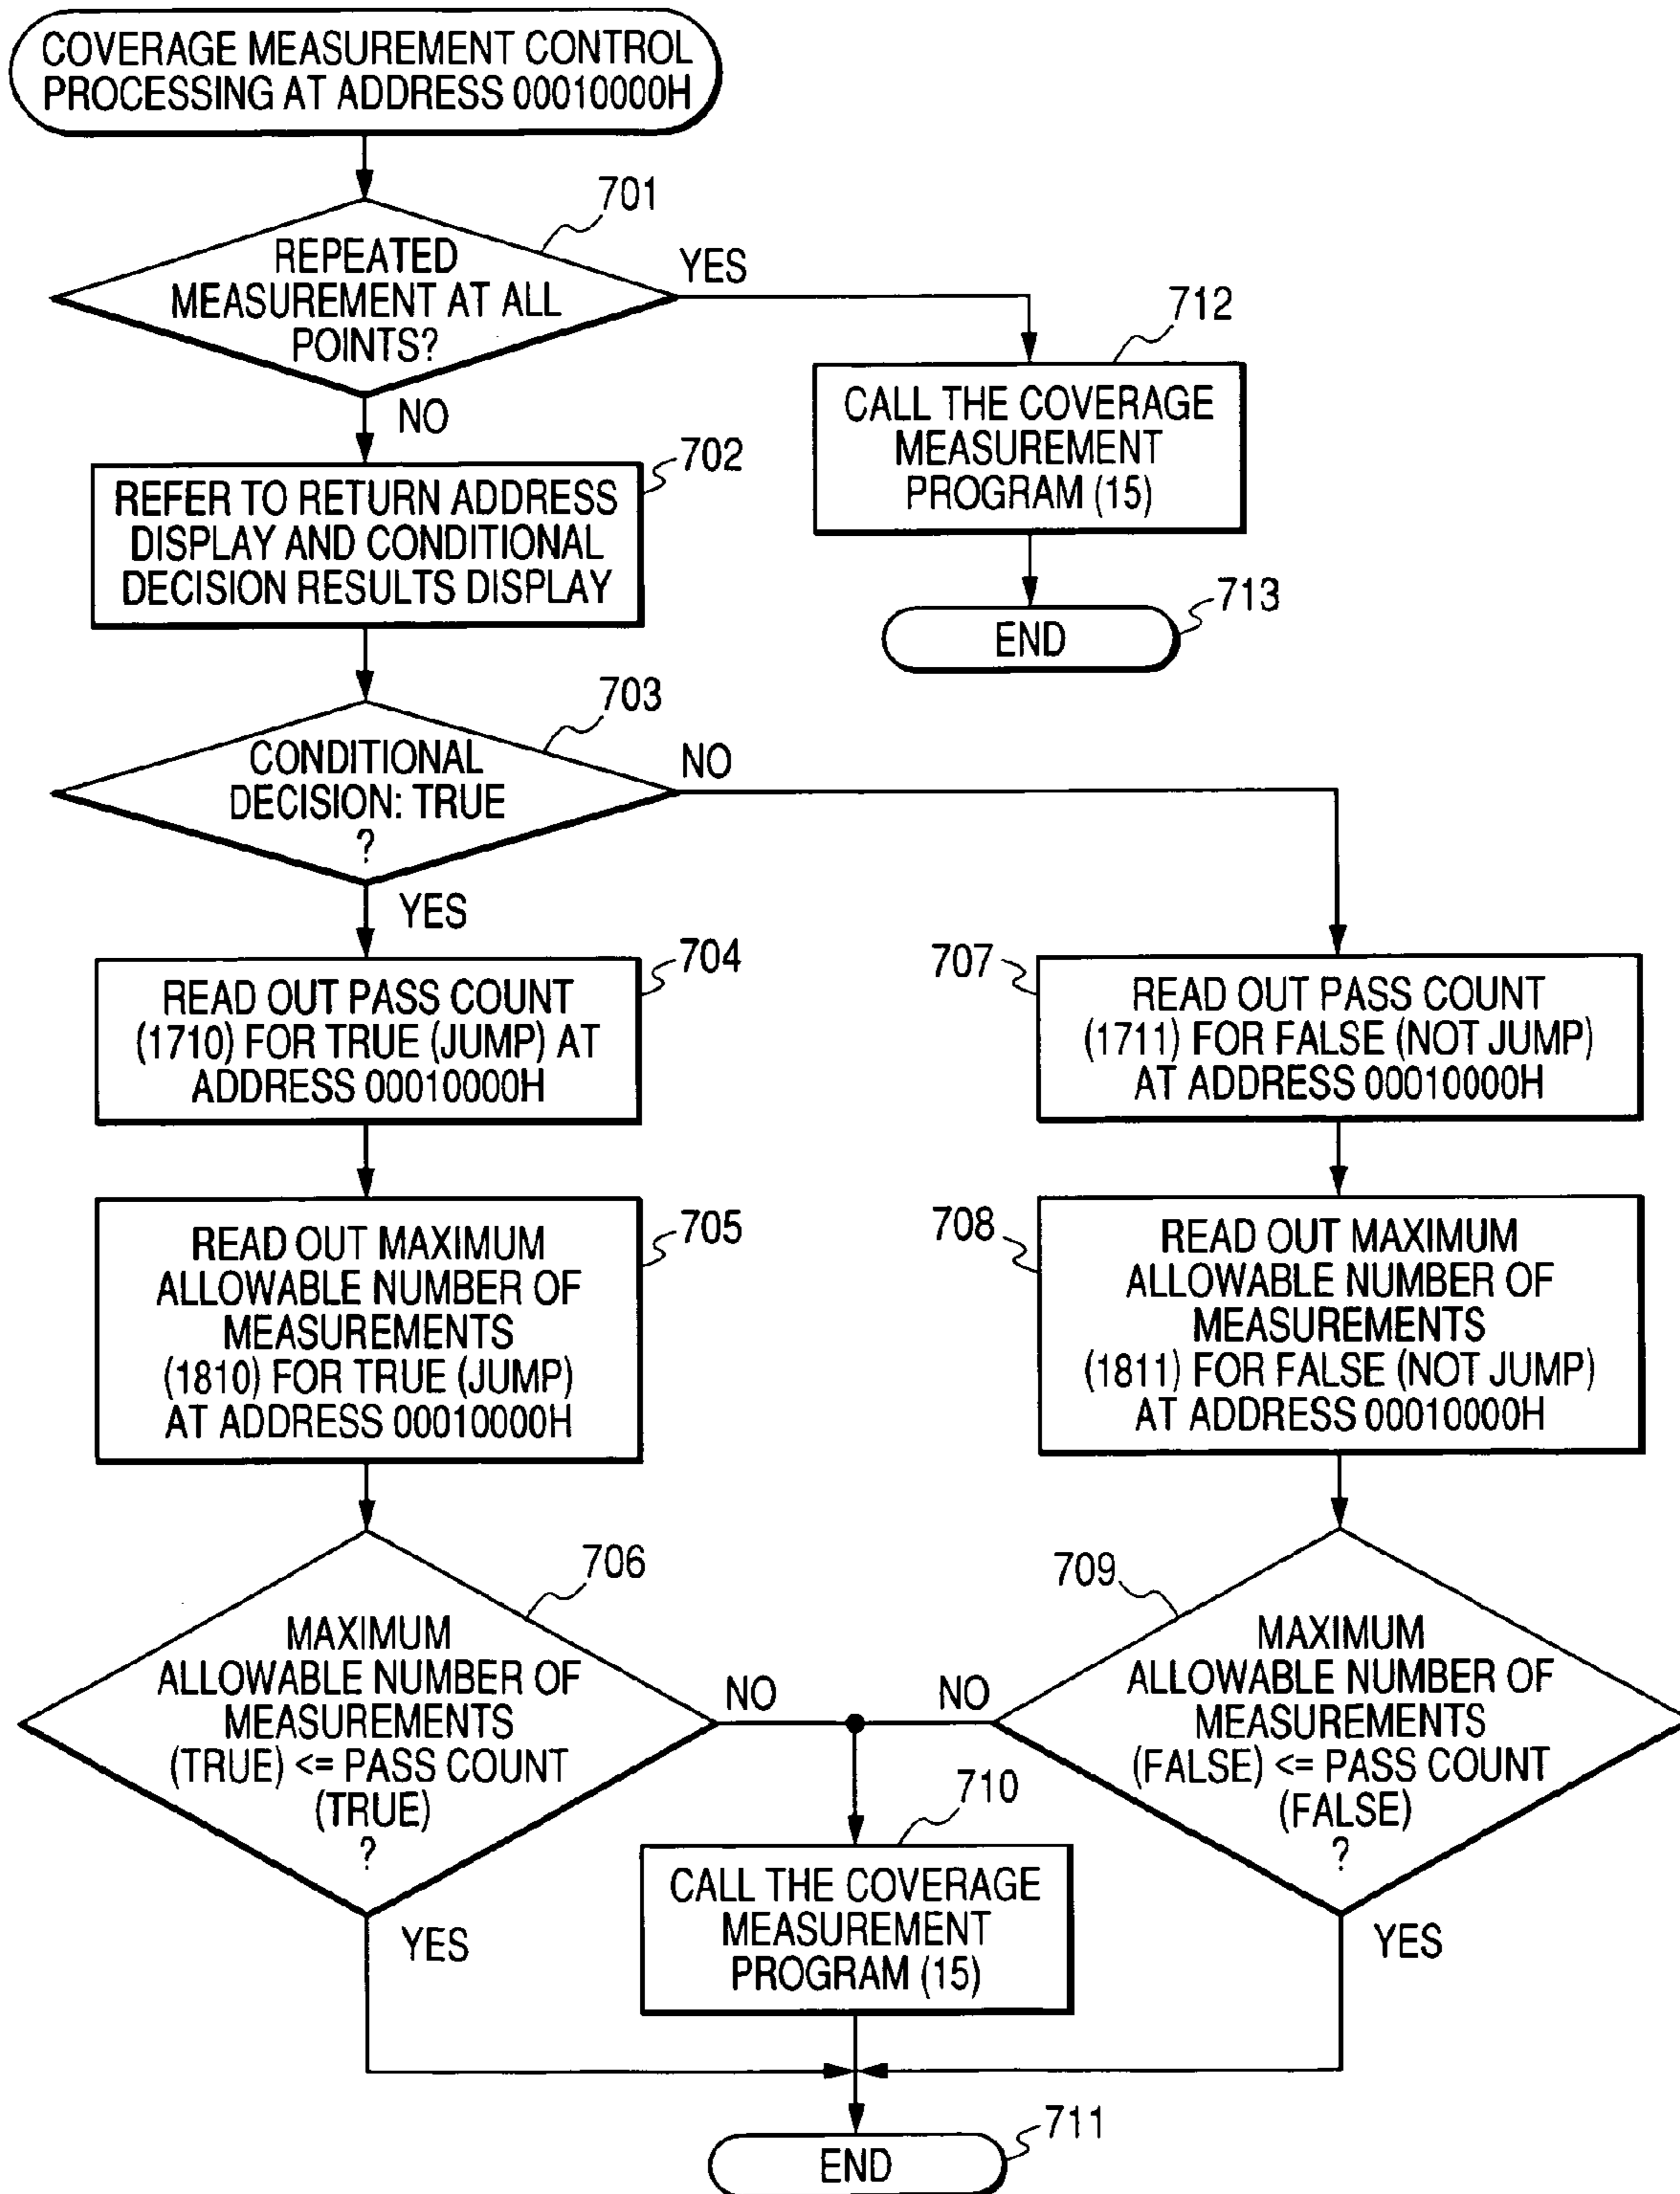 COVERAGE MEASUREMENT CONTROL
PROCESSING AT ADDRESS 00010000H
701
REPEATED
MEASUREMENT AT ALL
POINTS?
YES
NO
712
CALL THE COVERAGE
MEASUREMENT
PROGRAM (15)
702
REFER TO RETURN ADDRESS
DISPLAY AND CONDITIONAL
DECISION RESULTS DISPLAY
713
END
703
CONDITIONAL
DECISION: TRUE
?
NO
YES
704
READ OUT PASS COUNT
(1710) FOR TRUE (JUMP) AT
ADDRESS 00010000H
707
READ OUT PASS COUNT
(1711) FOR FALSE (NOT JUMP)
AT ADDRESS 00010000H
705
READ OUT MAXIMUM
ALLOWABLE NUMBER OF
MEASUREMENTS
(1810) FOR TRUE (JUMP)
AT ADDRESS 00010000H
708
READ OUT MAXIMUM
ALLOWABLE NUMBER OF
MEASUREMENTS
(1811) FOR FALSE (NOT JUMP)
AT ADDRESS 00010000H
706
MAXIMUM
ALLOWABLE NUMBER OF
MEASUREMENTS
(TRUE) <= PASS COUNT
(TRUE)
?
NO
YES
709
MAXIMUM
ALLOWABLE NUMBER OF
MEASUREMENTS
(FALSE) <= PASS COUNT
(FALSE)
?
NO
YES
710
CALL THE COVERAGE
MEASUREMENT
PROGRAM (15)
711
END